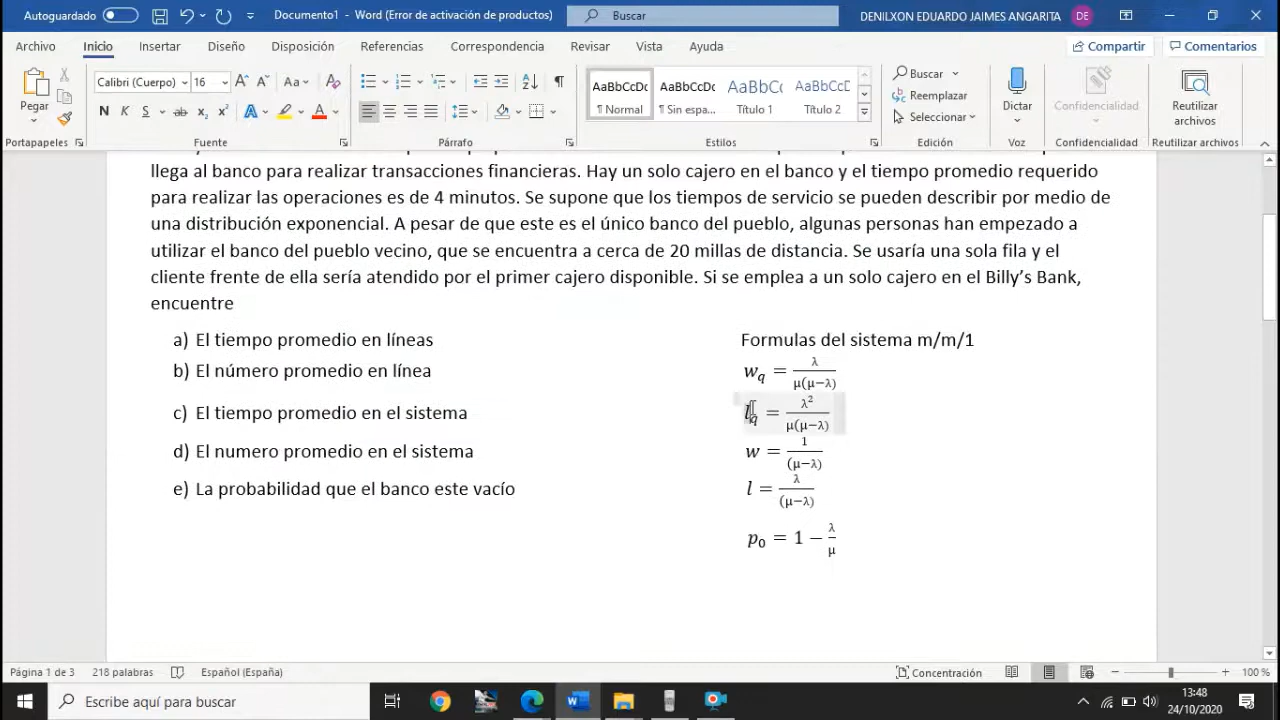 Autoguardado
Documento1 - Word (Error de activación de productos)
Buscar
DENILXON EDUARDO JAIMES ANGARITA
DE
Archivo Inicio Insertar Diseño Disposición Referencias Correspondencia Revisar Vista Ayuda
Compartir
Comentarios
Pegar
Calibri (Cuerpo) 16
N K S
AaBbCcDc AaBbCcDc AaBbCc AaBbCcD
¶ Normal ¶ Sin espa... Título 1 Título 2
Buscar
Reemplazar
Seleccionar
Dictar
Confidencialidad
Reutilizar archivos
Portapapeles Fuente Párrafo Estilos Edición Voz Confidencialidad Reutilizar archivos
llega al banco para realizar transacciones financieras. Hay un solo cajero en el banco y el tiempo promedio requerido
para realizar las operaciones es de 4 minutos. Se supone que los tiempos de servicio se pueden describir por medio de
una distribución exponencial. A pesar de que este es el único banco del pueblo, algunas personas han empezado a
utilizar el banco del pueblo vecino, que se encuentra a cerca de 20 millas de distancia. Se usaría una sola fila y el
cliente frente de ella sería atendido por el primer cajero disponible. Si se emplea a un solo cajero en el Billy's Bank,
encuentre
a) El tiempo promedio en líneas
b) El número promedio en línea
c) El tiempo promedio en el sistema
d) El numero promedio en el sistema
e) La probabilidad que el banco este vacío
Formulas del sistema m/m/1
w_q = λ / μ(μ−λ)
l_q = λ² / μ(μ−λ)
w = 1 / (μ−λ)
l = λ / (μ−λ)
p₀ = 1 − λ / μ
Página 1 de 3 218 palabras Español (España)
Concentración
100 %
Escribe aquí para buscar
13:48
24/10/2020